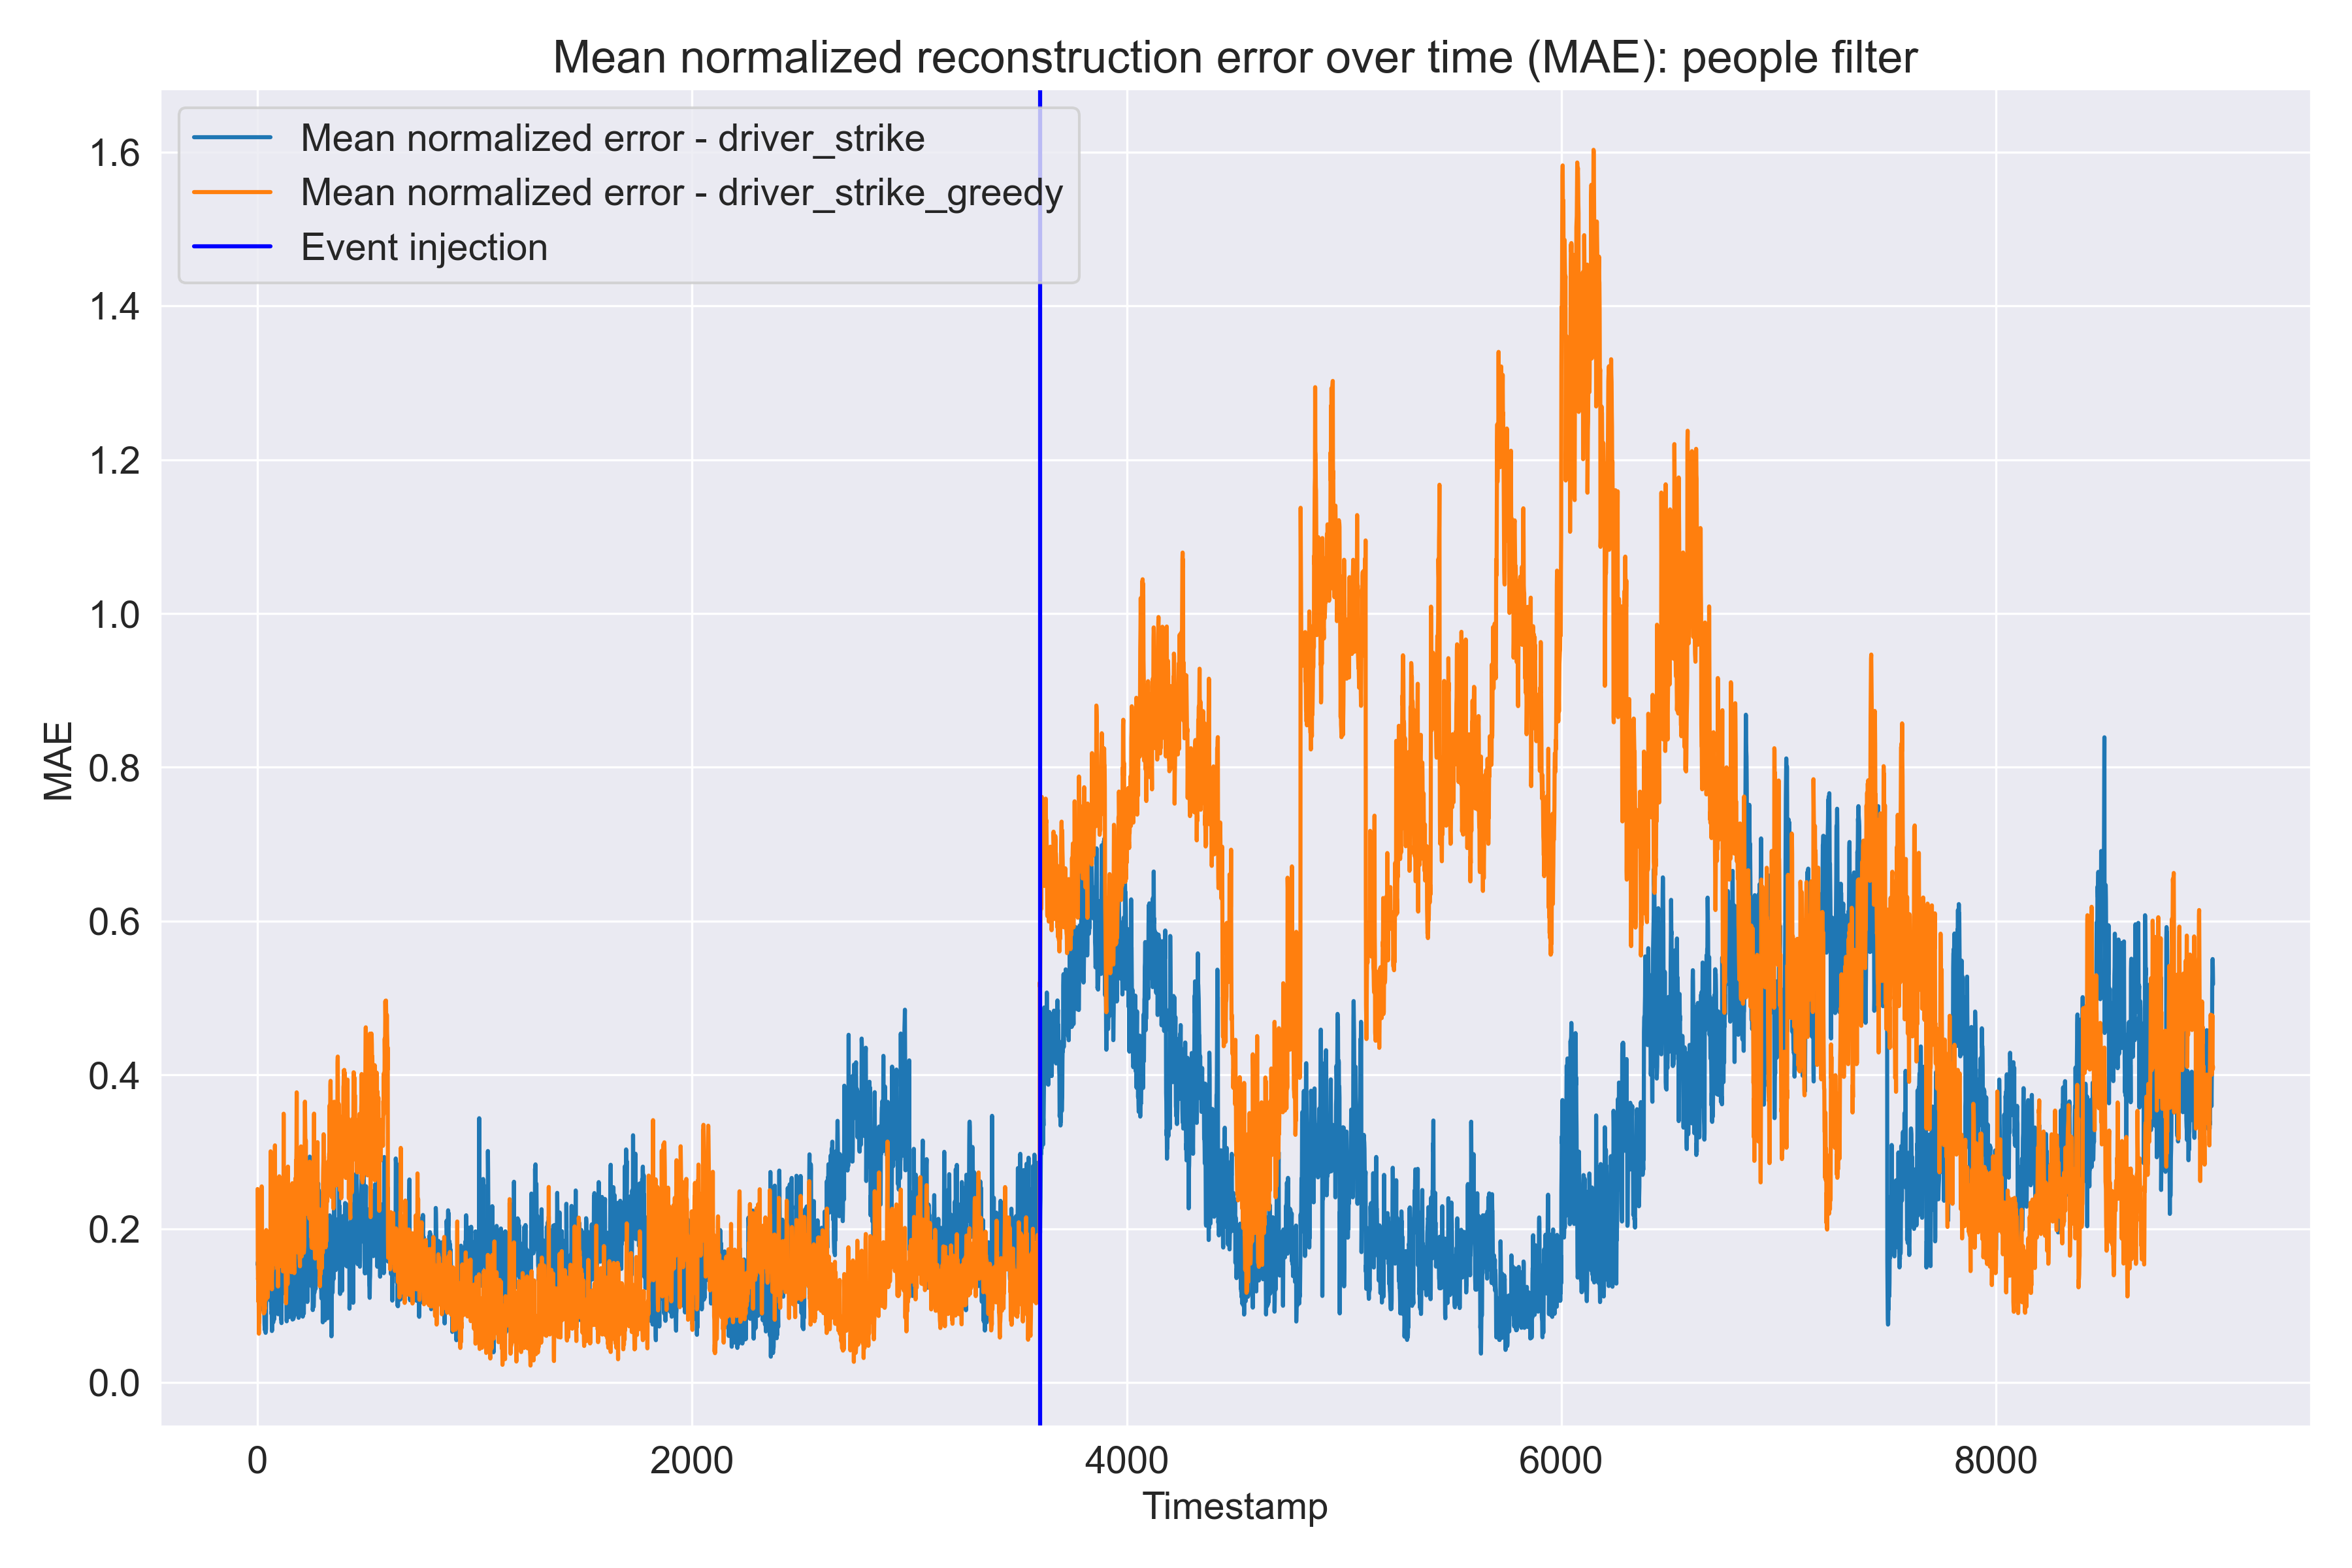 Mean normalized reconstruction error over time (MAE): people filter
Mean normalized error - driver_strike
Mean normalized error - driver_strike_greedy
Event injection
MAE
1.6
1.4
1.2
1.0
0.8
0.6
0.4
0.2
0.0
0 2000 4000 6000 8000
Timestamp